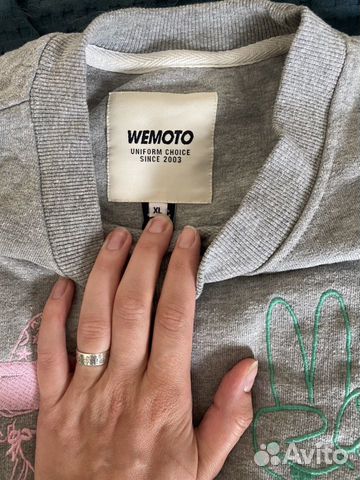 WEMOTO
UNIFORM CHOICE
SINCE 2003
XL
Avito